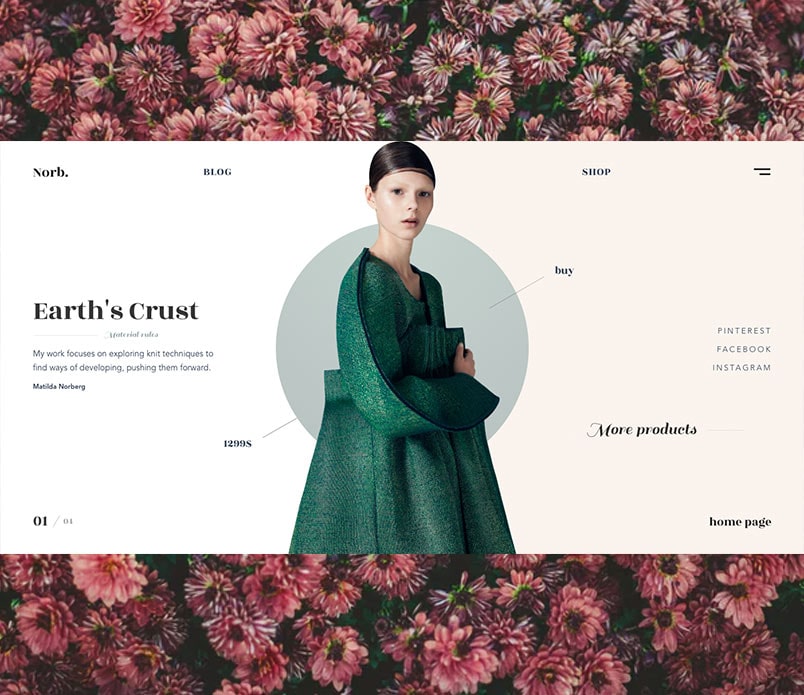 Norb.
BLOG
SHOP
buy
Earth's Crust
Material rules
My work focuses on exploring knit techniques to
find ways of developing, pushing them forward.
Matilda Norberg
PINTEREST
FACEBOOK
INSTAGRAM
More products
1299$
01 / 04
home page